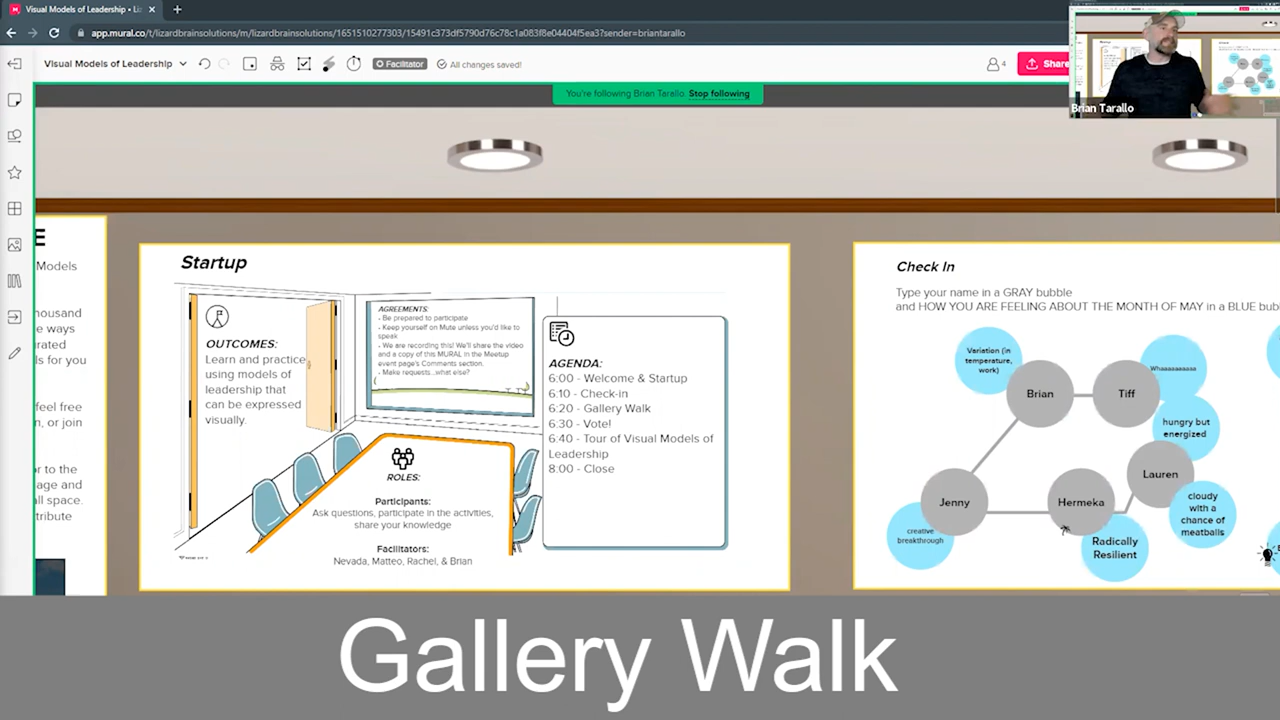 Visual Models of Leadership • Li
app.mural.co/t/lizardbrainsolutions/m/lizardbrainsolutions/
Visual Models of Leadership
Facilitator
All changes saved!
4
Share
Brian Tarallo
You're following Brian Tarallo. Stop following
E
Models
housand
e ways
rated
ls for you
feel free
n, or join
or to the
age and
all space.
tribute
Startup
OUTCOMES:
Learn and practice
using models of
leadership that
can be expressed
visually.
AGREEMENTS:
- Be prepared to participate
- Keep yourself on Mute unless you'd like to
speak
- We are recording this! We'll share the video
and a copy of this MURAL in the Meetup
event page's Comments section.
- Make requests...what else?
ROLES:
Participants:
Ask questions, participate in the activities,
share your knowledge
Facilitators:
Nevada, Matteo, Rachel, & Brian
AGENDA:
6:00 - Welcome & Startup
6:10 - Check-in
6:20 - Gallery Walk
6:30 - Vote!
6:40 - Tour of Visual Models of
Leadership
8:00 - Close
Check In
Type your name in a GRAY bubble
and HOW YOU ARE FEELING ABOUT THE MONTH OF MAY in a BLUE bub
Variation (in
temperature,
work)
Brian
Tiff
Whaaaaaaaaaa
hungry but
energized
Lauren
cloudy
with a
chance of
meatballs
Jenny
creative
breakthrough
Hermeka
Radically
Resilient
Gallery Walk